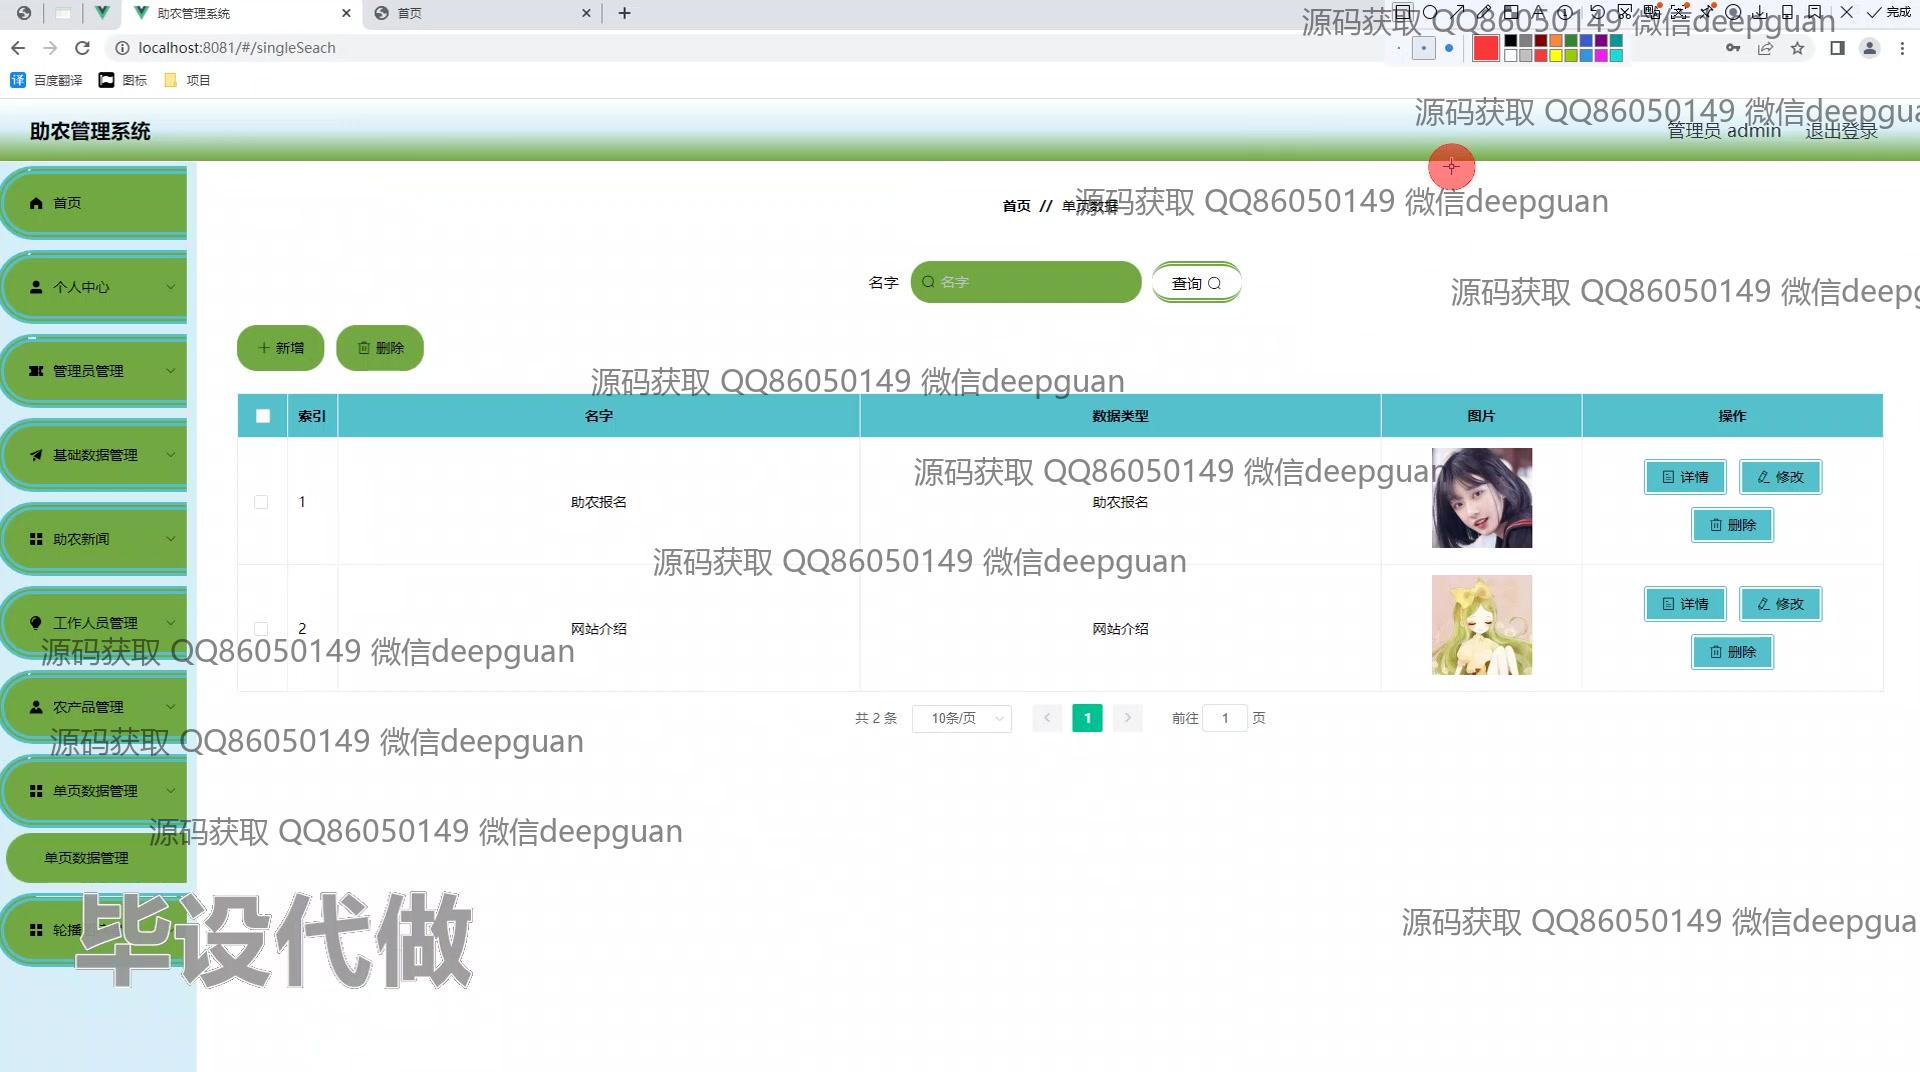 助农管理系统
首页
完成
localhost:8081/#/singleSeach
百度翻译
图标
项目
助农管理系统
管理员 admin
退出登录
首页
个人中心
管理员管理
基础数据管理
助农新闻
工作人员管理
农产品管理
单页数据管理
单页数据管理
轮播
首页 // 单页数据
名字
名字
查询
新增
删除
索引 名字 数据类型 图片 操作
1 助农报名 助农报名 详情 修改
删除
2 网站介绍 网站介绍 详情 修改
删除
共 2 条 10条/页 1 前往 1 页
源码获取 QQ86050149 微信deepguan
源码获取 QQ86050149 微信deepgua
源码获取 QQ86050149 微信deepguan
源码获取 QQ86050149 微信deepg
源码获取 QQ86050149 微信deepguan
源码获取 QQ86050149 微信deepguan
源码获取 QQ86050149 微信deepguan
源码获取 QQ86050149 微信deepguan
源码获取 QQ86050149 微信deepguan
源码获取 QQ86050149 微信deepguan
源码获取 QQ86050149 微信deepgua
毕设代做